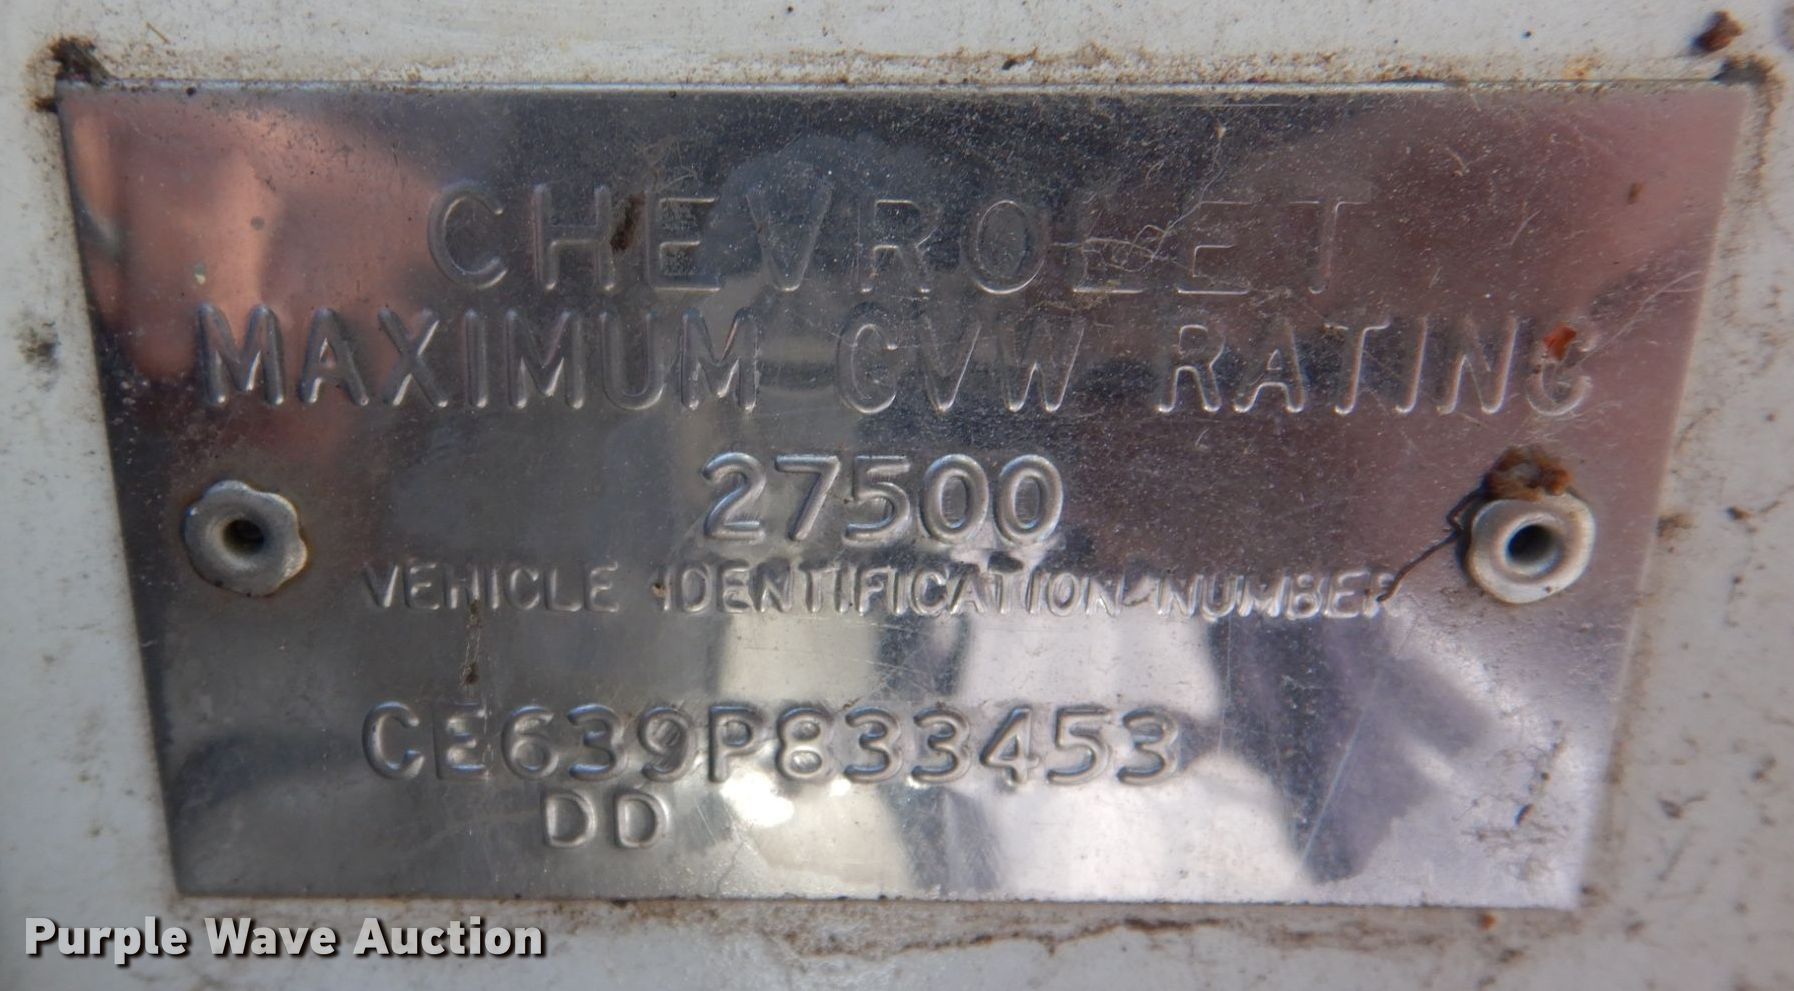 CHEVROLET
MAXIMUM GVW RATING
27500
VEHICLE IDENTIFICATION NUMBER
CE639P833453
DD
Purple Wave Auction